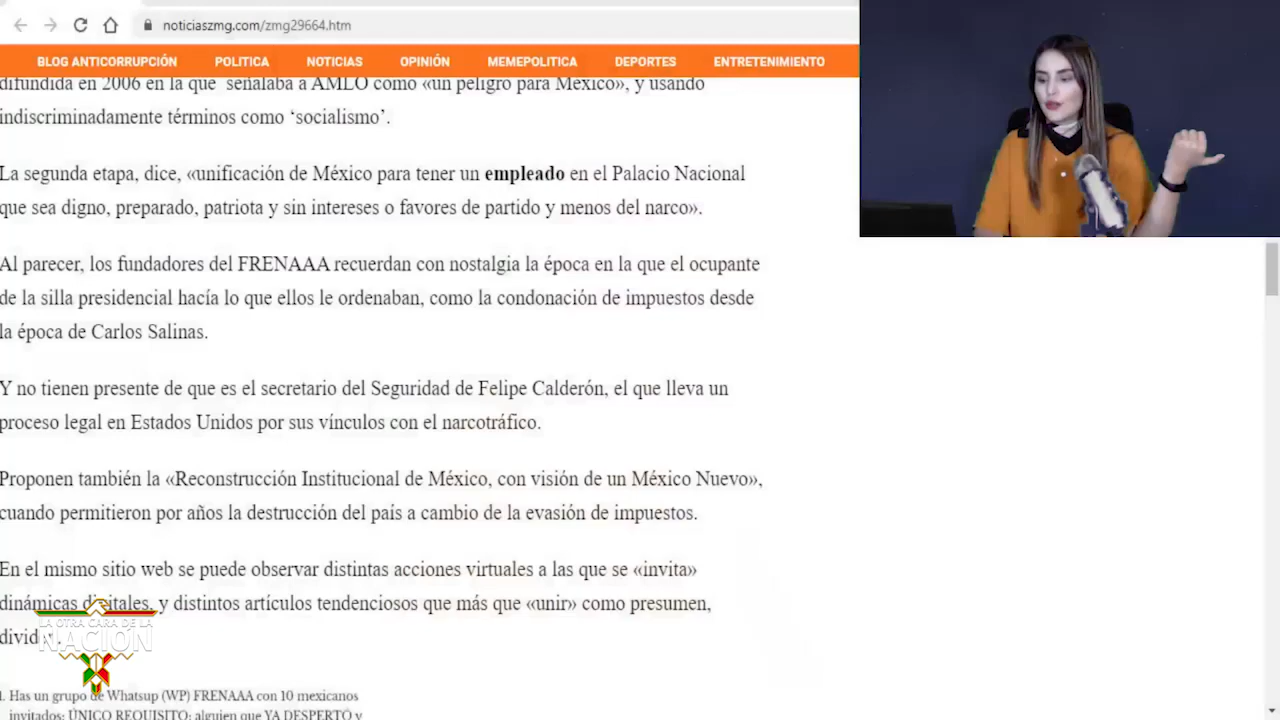 noticiaszmg.com/zmg29664.htm
BLOG ANTICORRUPCIÓN POLITICA NOTICIAS OPINIÓN MEMEPOLITICA DEPORTES ENTRETENIMIENTO
difundida en 2006 en la que señalaba a AMLO como «un peligro para México», y usando
indiscriminadamente términos como ‘socialismo’.
La segunda etapa, dice, «unificación de México para tener un empleado en el Palacio Nacional
que sea digno, preparado, patriota y sin intereses o favores de partido y menos del narco».
Al parecer, los fundadores del FRENAAA recuerdan con nostalgia la época en la que el ocupante
de la silla presidencial hacía lo que ellos le ordenaban, como la condonación de impuestos desde
la época de Carlos Salinas.
Y no tienen presente de que es el secretario del Seguridad de Felipe Calderón, el que lleva un
proceso legal en Estados Unidos por sus vínculos con el narcotráfico.
Proponen también la «Reconstrucción Institucional de México, con visión de un México Nuevo»,
cuando permitieron por años la destrucción del país a cambio de la evasión de impuestos.
En el mismo sitio web se puede observar distintas acciones virtuales a las que se «invita»
dinámicas digitales, y distintos artículos tendenciosos que más que «unir» como presumen,
LA OTRA CARA DE LA
NACIÓN
1. Has un grupo de Whatsup (WP) FRENAAA con 10 mexicanos
invitados: ÚNICO REQUISITO: alguien que YA DESPERTÓ y